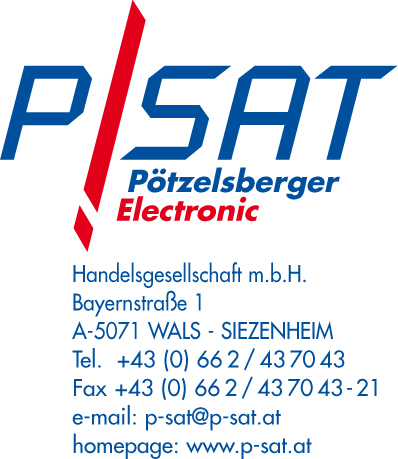 P/SAT
Pötzelsberger
Electronic
Handelsgesellschaft m.b.H.
Bayernstraße 1
A-5071 WALS - SIEZENHEIM
Tel. +43 (0) 66 2 / 43 70 43
Fax +43 (0) 66 2 / 43 70 43 - 21
e-mail: p-sat@p-sat.at
homepage: www.p-sat.at